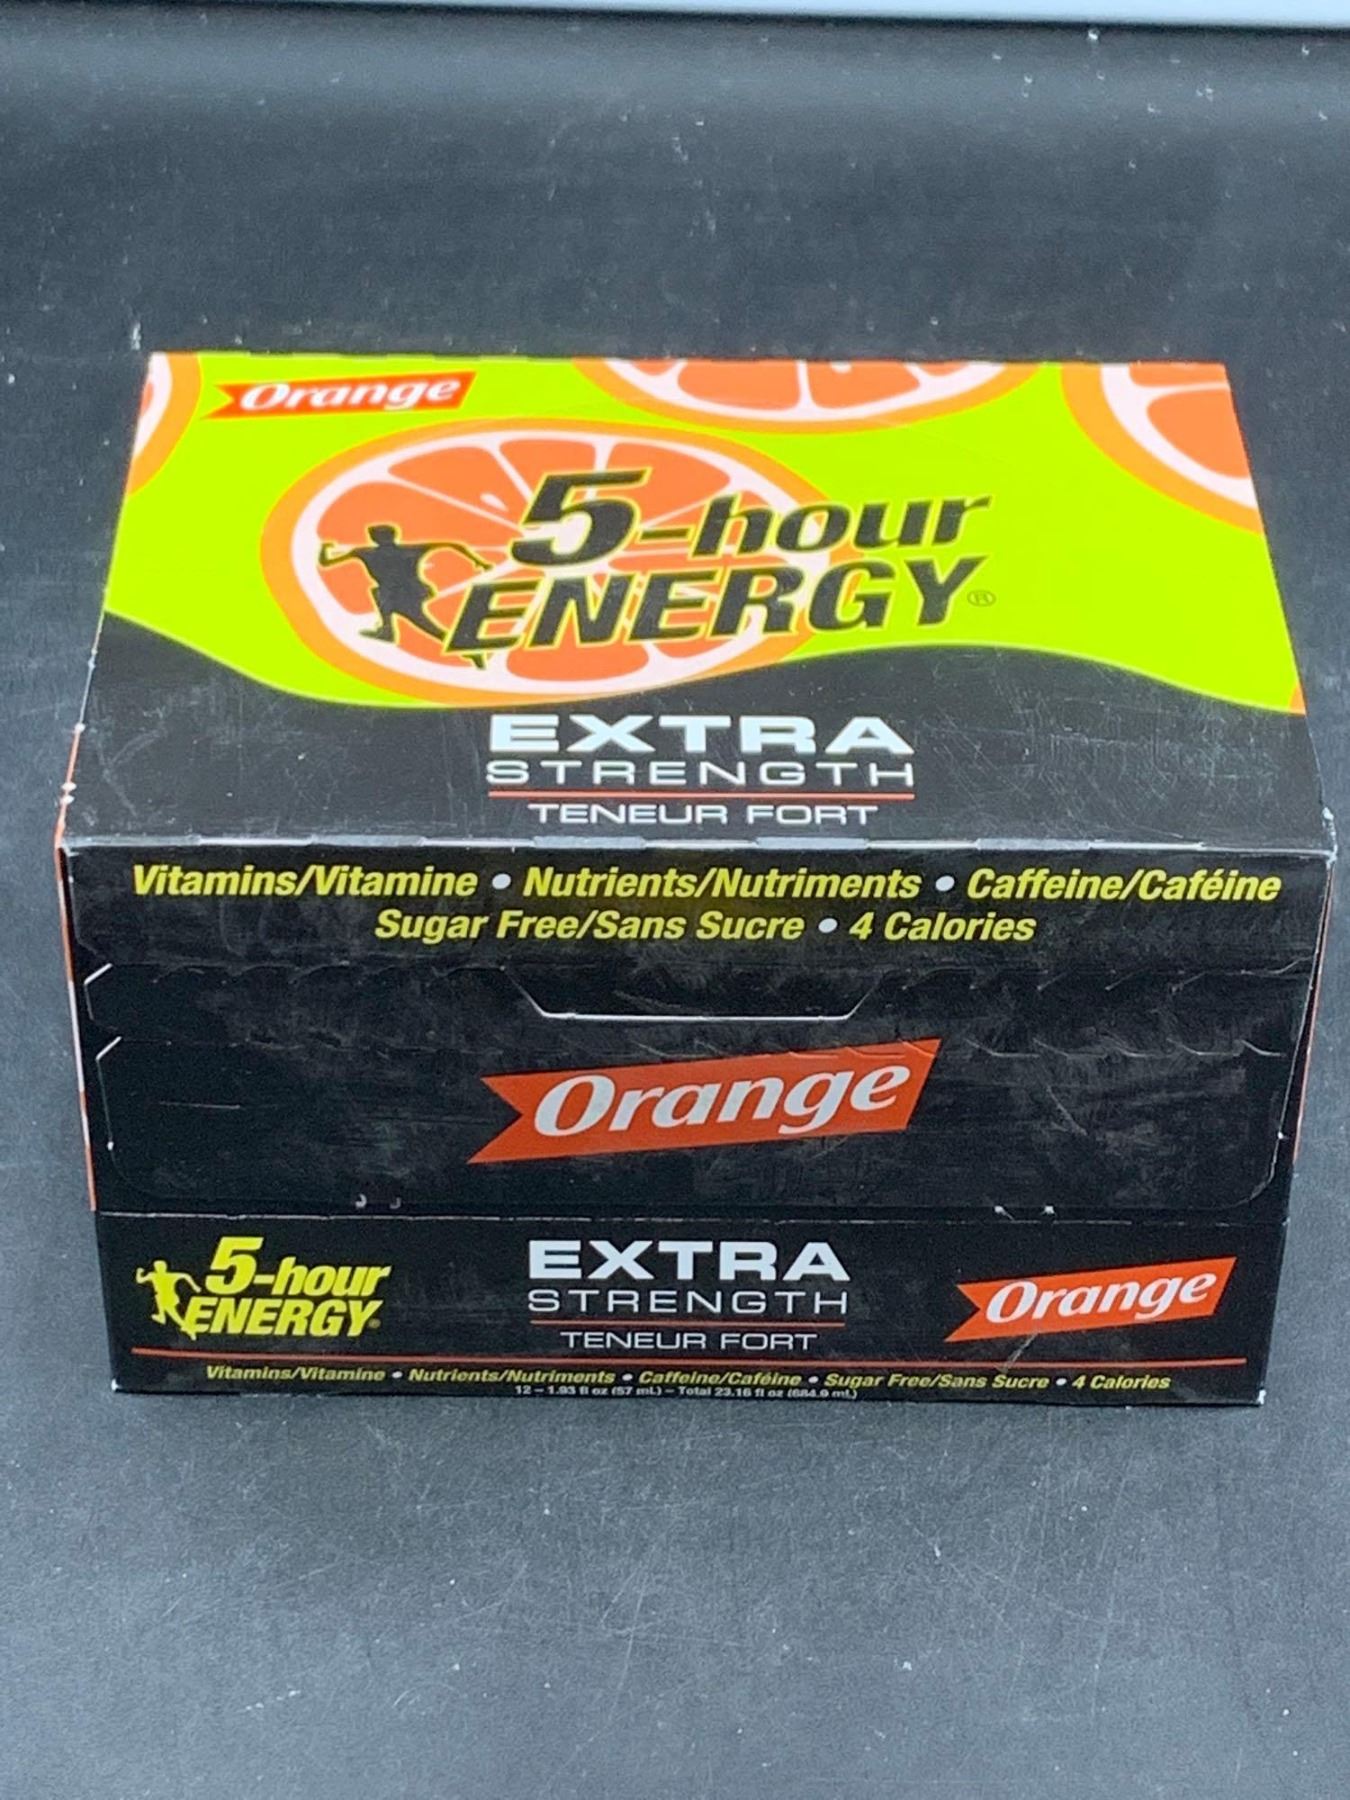 Orange
5-hour
ENERGY®
EXTRA
STRENGTH
TENEUR FORT
Vitamins/Vitamine • Nutrients/Nutriments • Caffeine/Caféine
Sugar Free/Sans Sucre • 4 Calories
Orange
5-hour
ENERGY®
EXTRA
STRENGTH
TENEUR FORT
Orange
Vitamins/Vitamine • Nutrients/Nutriments • Caffeine/Caféine • Sugar Free/Sans Sucre • 4 Calories
12 – 1.93 fl oz (57 mL) – Total 23.16 fl oz (684.9 mL)